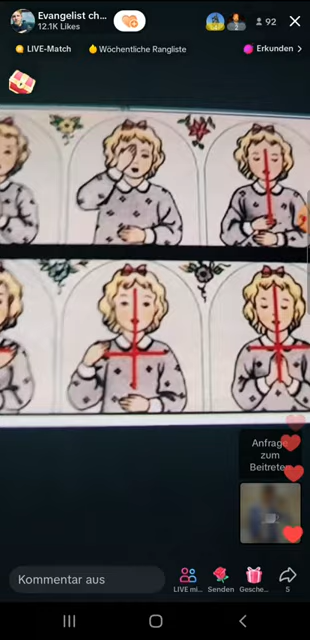 Evangelist ch...
12.1K Likes
92
LIVE-Match
Wöchentliche Rangliste
Erkunden
2
Anfrage
zum
Beitreten
Kommentar aus
LIVE mi...
Senden
Gesche...
5